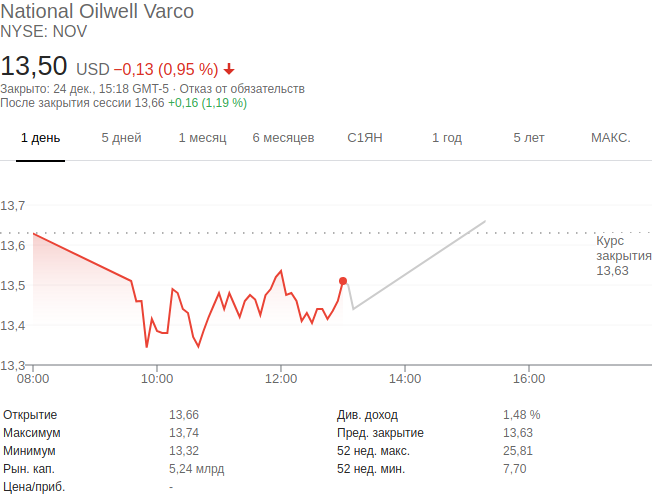 National Oilwell Varco
NYSE: NOV
13,50 USD −0,13 (0,95 %)
Закрыто: 24 дек., 15:18 GMT-5 · Отказ от обязательств
После закрытия сессии 13,66 +0,16 (1,19 %)
1 день 5 дней 1 месяц 6 месяцев С1ЯН 1 год 5 лет МАКС.
13,7
13,6
13,5
13,4
13,3
Курс
закрытия
13,63
08:00 10:00 12:00 14:00 16:00
Открытие 13,66 Див. доход 1,48 %
Максимум 13,74 Пред. закрытие 13,63
Минимум 13,32 52 нед. макс. 25,81
Рын. кап. 5,24 млрд 52 нед. мин. 7,70
Цена/приб. -